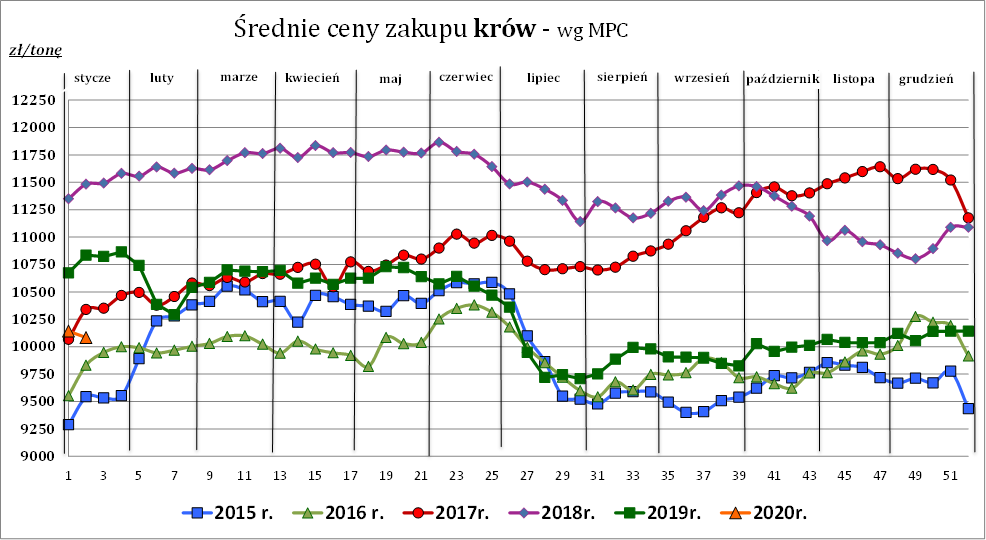 Średnie ceny zakupu krów - wg MPC
zł/tonę
stycze luty marze kwiecień maj czerwiec lipiec sierpień wrzesień październik listopa grudzień
12250
12000
11750
11500
11250
11000
10750
10500
10250
10000
9750
9500
9250
9000
1 3 5 7 9 11 13 15 17 19 21 23 25 27 29 31 33 35 37 39 41 43 45 47 49 51
2015 r. 2016 r. 2017r. 2018r. 2019r. 2020r.